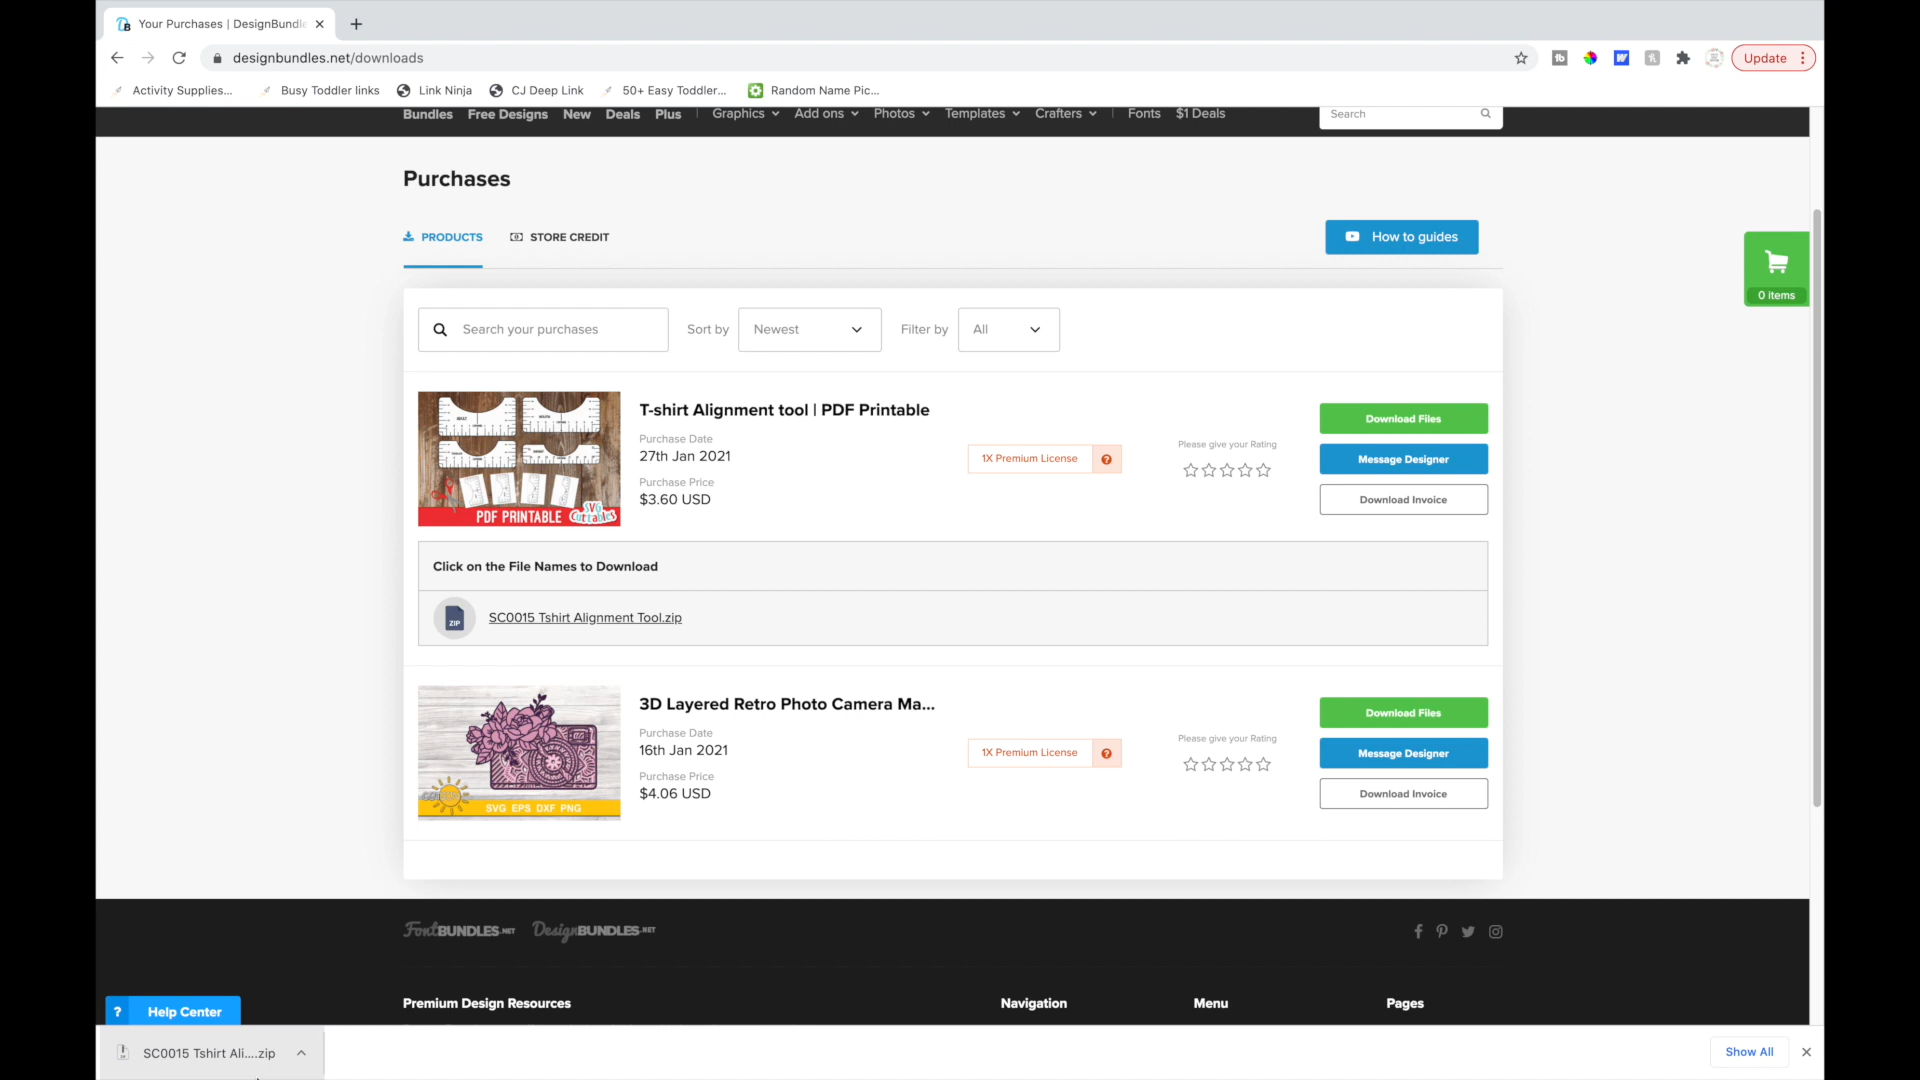 Your Purchases | DesignBundle
designbundles.net/downloads
Update
Activity Supplies...
Busy Toddler links
Link Ninja
CJ Deep Link
50+ Easy Toddler...
Random Name Pic...
Bundles
Free Designs
New
Deals
Plus
Graphics
Add ons
Photos
Templates
Crafters
Fonts
$1 Deals
Search
Purchases
PRODUCTS
STORE CREDIT
How to guides
0 items
Search your purchases
Sort by
Newest
Filter by
All
T-shirt Alignment tool | PDF Printable
Purchase Date
27th Jan 2021
Purchase Price
$3.60 USD
1X Premium License
Please give your Rating
Download Files
Message Designer
Download Invoice
PDF PRINTABLE
SVG
Cuttables
Click on the File Names to Download
ZIP
SC0015 Tshirt Alignment Tool.zip
3D Layered Retro Photo Camera Ma...
Purchase Date
16th Jan 2021
Purchase Price
$4.06 USD
1X Premium License
Please give your Rating
Download Files
Message Designer
Download Invoice
SVG EPS DXF PNG
FontBUNDLES.NET
DesignBUNDLES.NET
Premium Design Resources
Navigation
Menu
Pages
? Help Center
SC0015 Tshirt Ali....zip
Show All